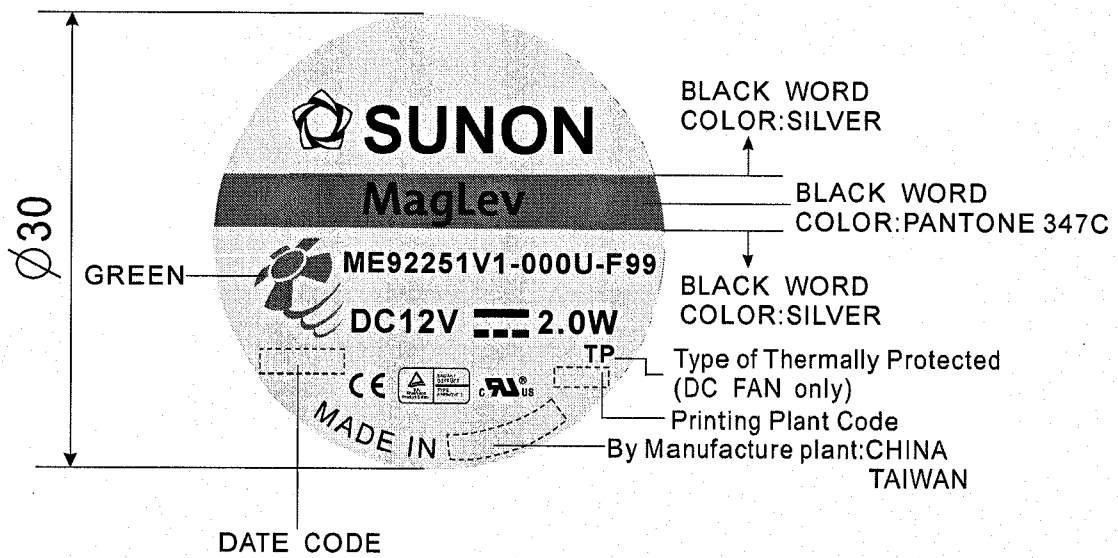 SUNON
MagLev
ME92251V1-000U-F99
DC12V 2.0W
TP
CE
c RU ® US
MADE IN
Ø30
GREEN
DATE CODE
BLACK WORD
COLOR:SILVER
BLACK WORD
COLOR:PANTONE 347C
BLACK WORD
COLOR:SILVER
Type of Thermally Protected
(DC FAN only)
Printing Plant Code
By Manufacture plant:CHINA
TAIWAN